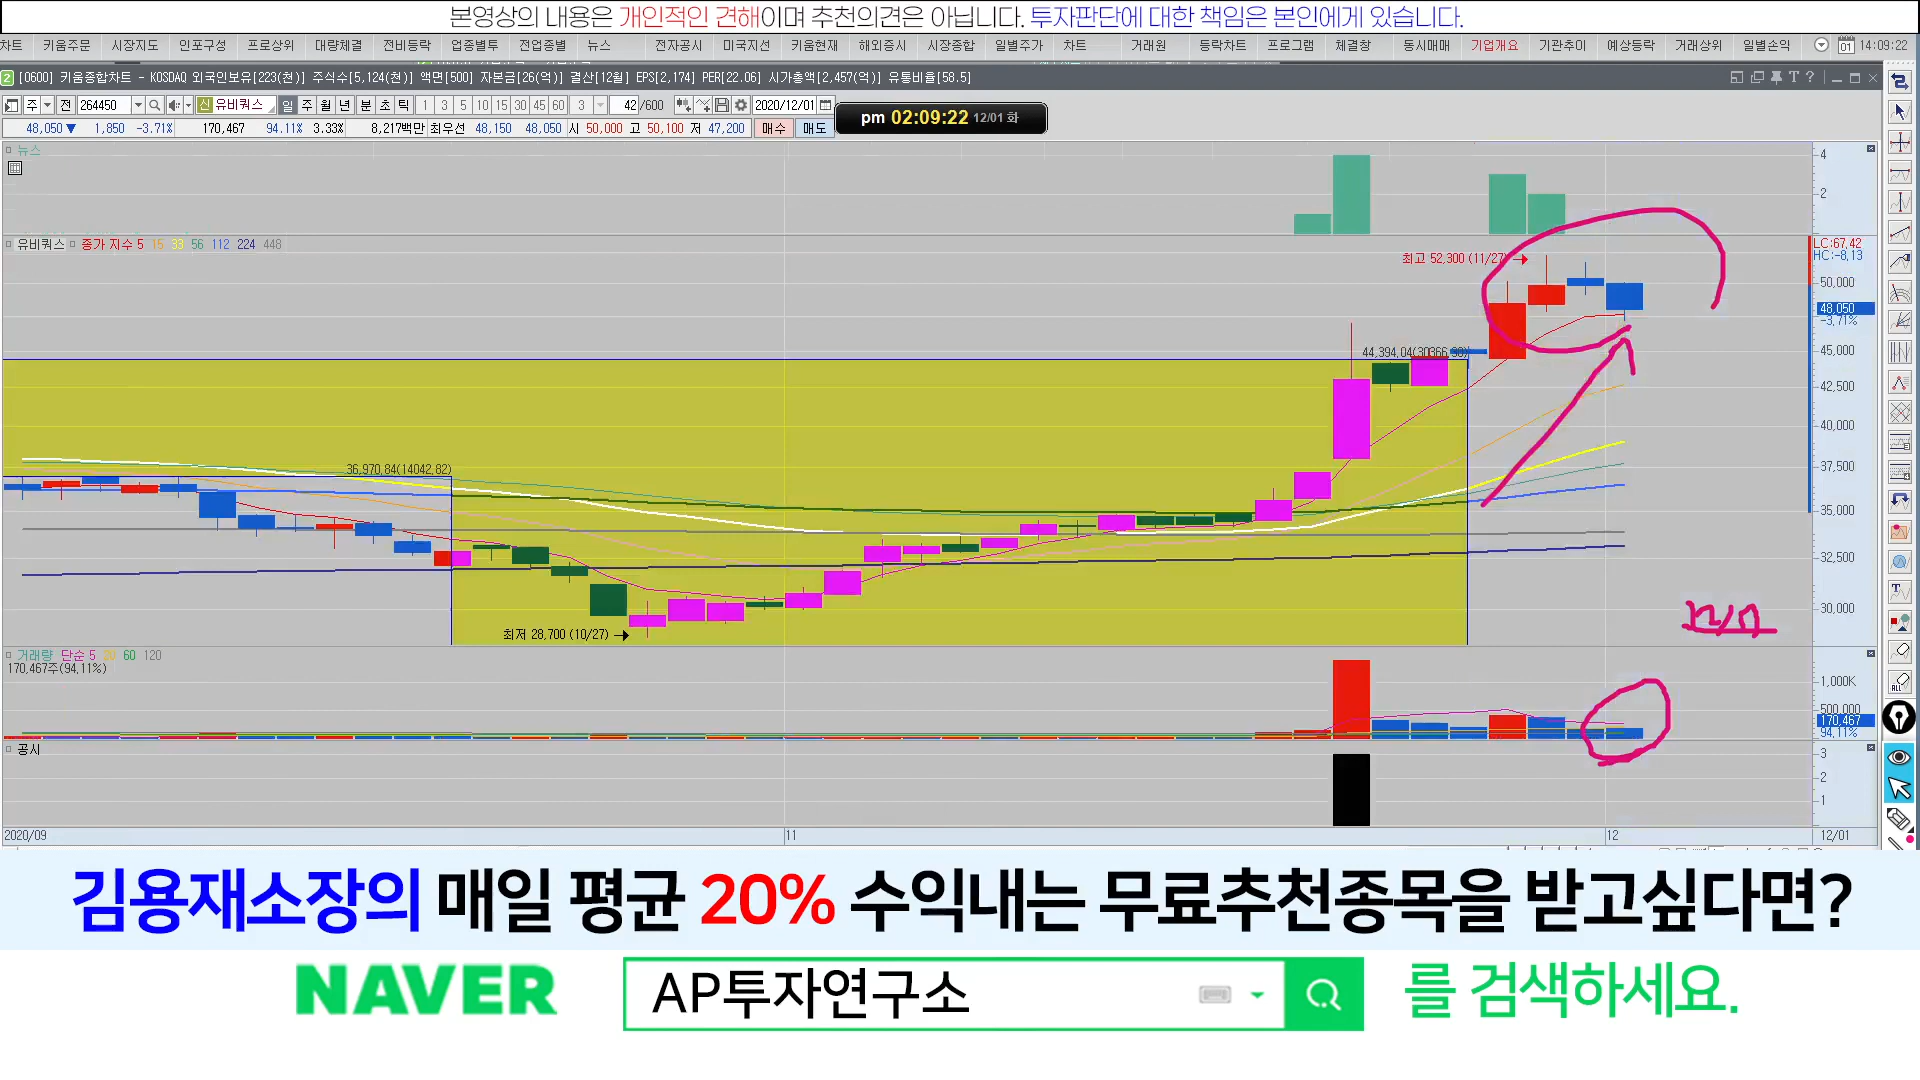 본영상의 내용은 개인적인 견해이며 추천의견은 아닙니다. 투자판단에 대한 책임은 본인에게 있습니다.
차트 키움주문 시장지도 인포구성 프로상위 대량체결 전비등락 업종별투 전업종별 뉴스 전자공시 미국지선 키움현재 해외증시 시장종합 일별주가 차트 거래원 등락차트 프로그램 체결창 동시매매 기업개요 기관추이 예상등락 거래상위 일별손익 01 14:09:22
2 [0600] 키움종합차트 - KOSDAQ 외국인보유[223(천)] 주식수[5,124(천)] 액면[500] 자본금[26(억)] 결산[12월] EPS[2,174] PER[22.06] 시가총액[2,457(억)] 유통비율[58.5]
주 전 264450 신 유비쿼스 일 주 월 년 분 초 틱 1 3 5 10 15 30 45 60 3 42 /600 2020/12/01
pm 02:09:22 12/01 화
48,050 ▼ 1,850 -3.71% 170,467 94.11% 3.33% 8,217백만 최우선 48,150 48,050 시 50,000 고 50,100 저 47,200 매수 매도
뉴스
4
2
유비쿼스 종가 지수 5 15 33 56 112 224 448
LC:67.42
HC:-8.13
최고 52,300 (11/27)
50,000
48,050
-3.71%
45,000
42,500
40,000
36,970.84(14042.82)
37,500
35,000
32,500
30,000
최저 28,700 (10/27)
거래량 단순 5 60 120
170,467주(94.11%)
1,000K
500,000
170,467
94.11%
공시
3
2
1
2020/09 11 12 12/01
김용재소장의 매일 평균 20% 수익내는 무료추천종목을 받고싶다면?
NAVER AP투자연구소 를 검색하세요.